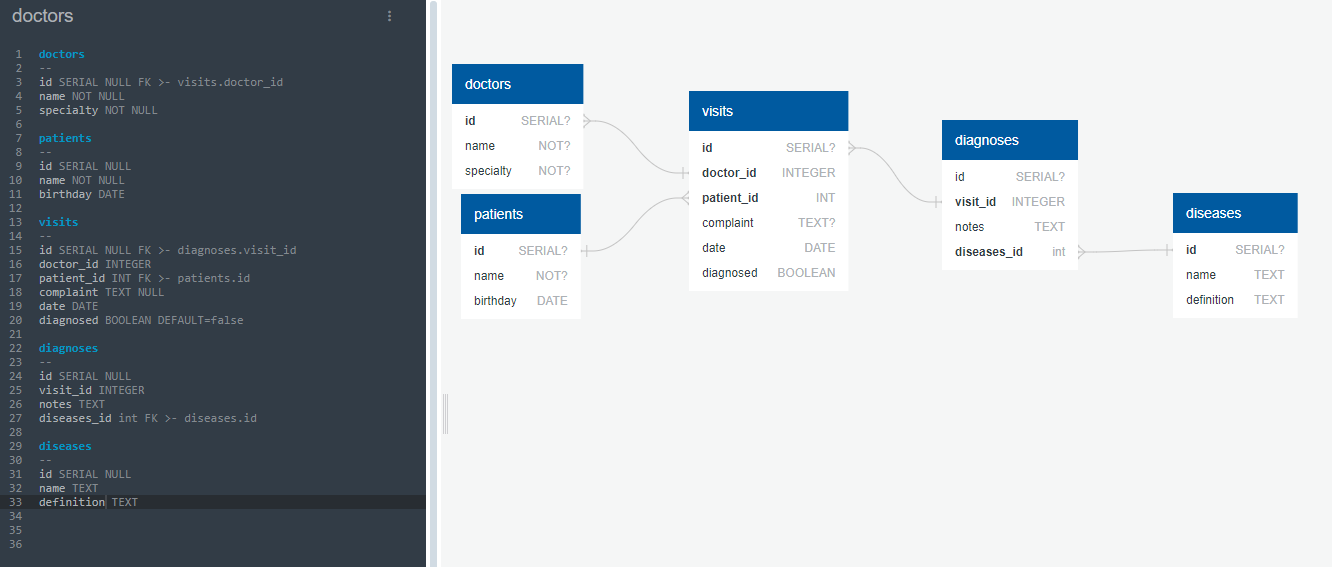 doctors
1 doctors
2 --
3 id SERIAL NULL FK >- visits.doctor_id
4 name NOT NULL
5 specialty NOT NULL
6
7 patients
8 --
9 id SERIAL NULL
10 name NOT NULL
11 birthday DATE
12
13 visits
14 --
15 id SERIAL NULL FK >- diagnoses.visit_id
16 doctor_id INTEGER
17 patient_id INT FK >- patients.id
18 complaint TEXT NULL
19 date DATE
20 diagnosed BOOLEAN DEFAULT=false
21
22 diagnoses
23 --
24 id SERIAL NULL
25 visit_id INTEGER
26 notes TEXT
27 diseases_id int FK >- diseases.id
28
29 diseases
30 --
31 id SERIAL NULL
32 name TEXT
33 definition TEXT
34
35
36
doctors
id SERIAL?
name NOT?
specialty NOT?
patients
id SERIAL?
name NOT?
birthday DATE
visits
id SERIAL?
doctor_id INTEGER
patient_id INT
complaint TEXT?
date DATE
diagnosed BOOLEAN
diagnoses
id SERIAL?
visit_id INTEGER
notes TEXT
diseases_id int
diseases
id SERIAL?
name TEXT
definition TEXT